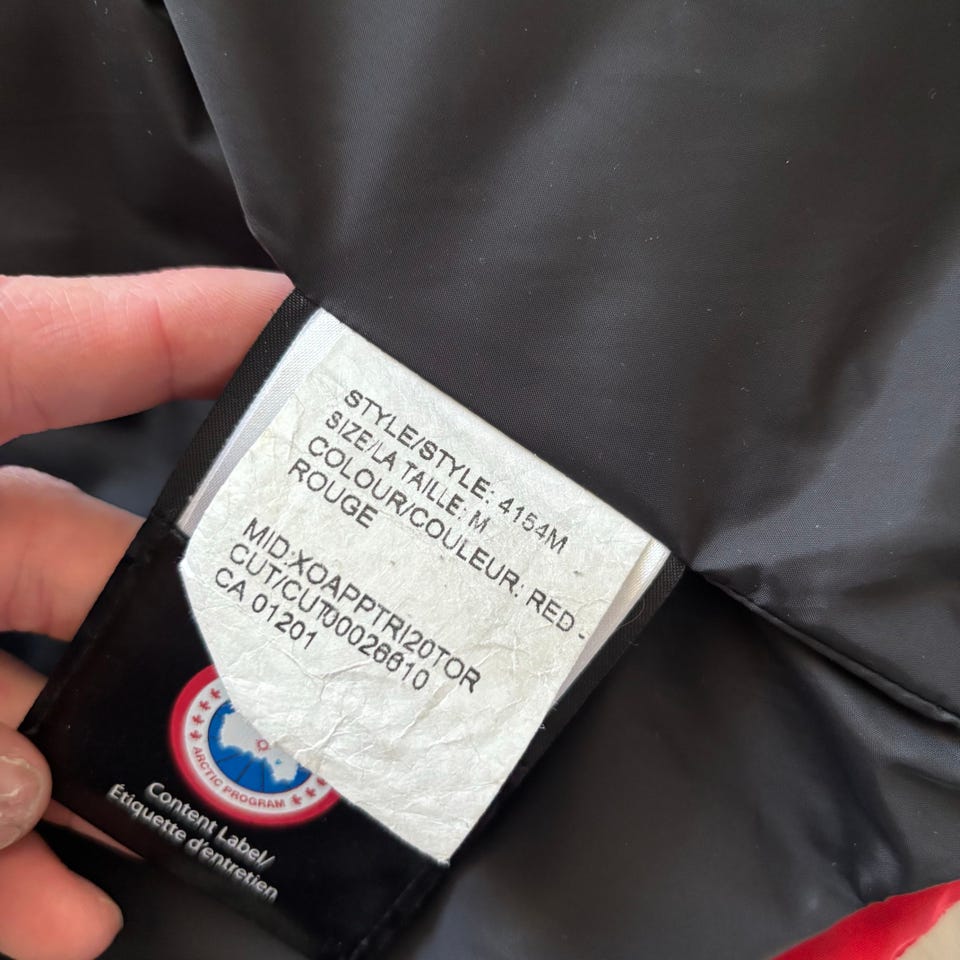 STYLE/STYLE: 4154M
SIZE/LA TAILLE: M
COLOUR/COULEUR: RED -
ROUGE
MID:XOAPPTRI20TOR
CUT/CUT00026610
CA 01201
ARCTIC PROGRAM
Content Label/
Étiquette d'entretien